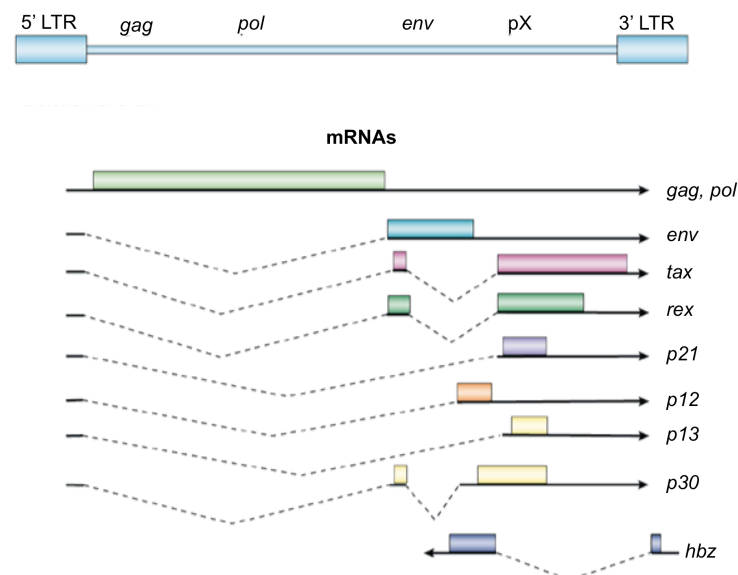 5’ LTR gag pol env pX 3’ LTR
mRNAs
gag, pol
env
tax
rex
p21
p12
p13
p30
hbz